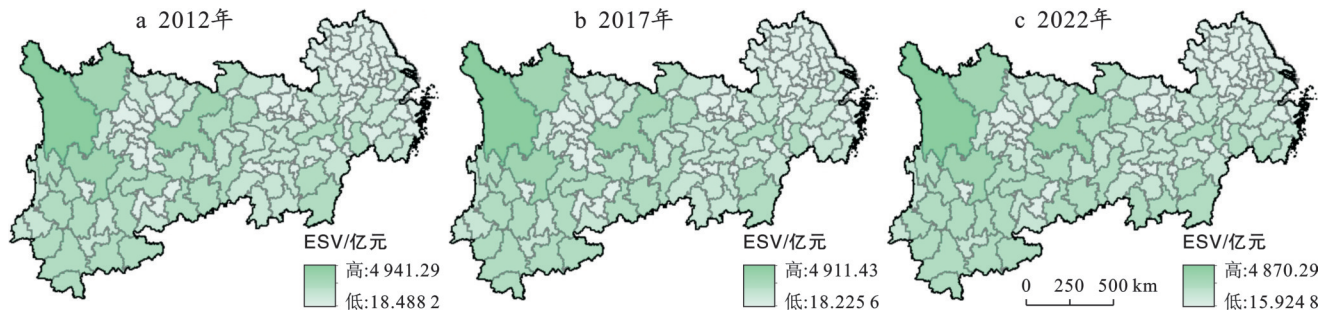 a 2012年
b 2017年
c 2022年
ESV/亿元
高:4 941.29
低:18.488 2
ESV/亿元
高:4 911.43
低:18.225 6
ESV/亿元
高:4 870.29
低:15.924 8
0 250 500 km